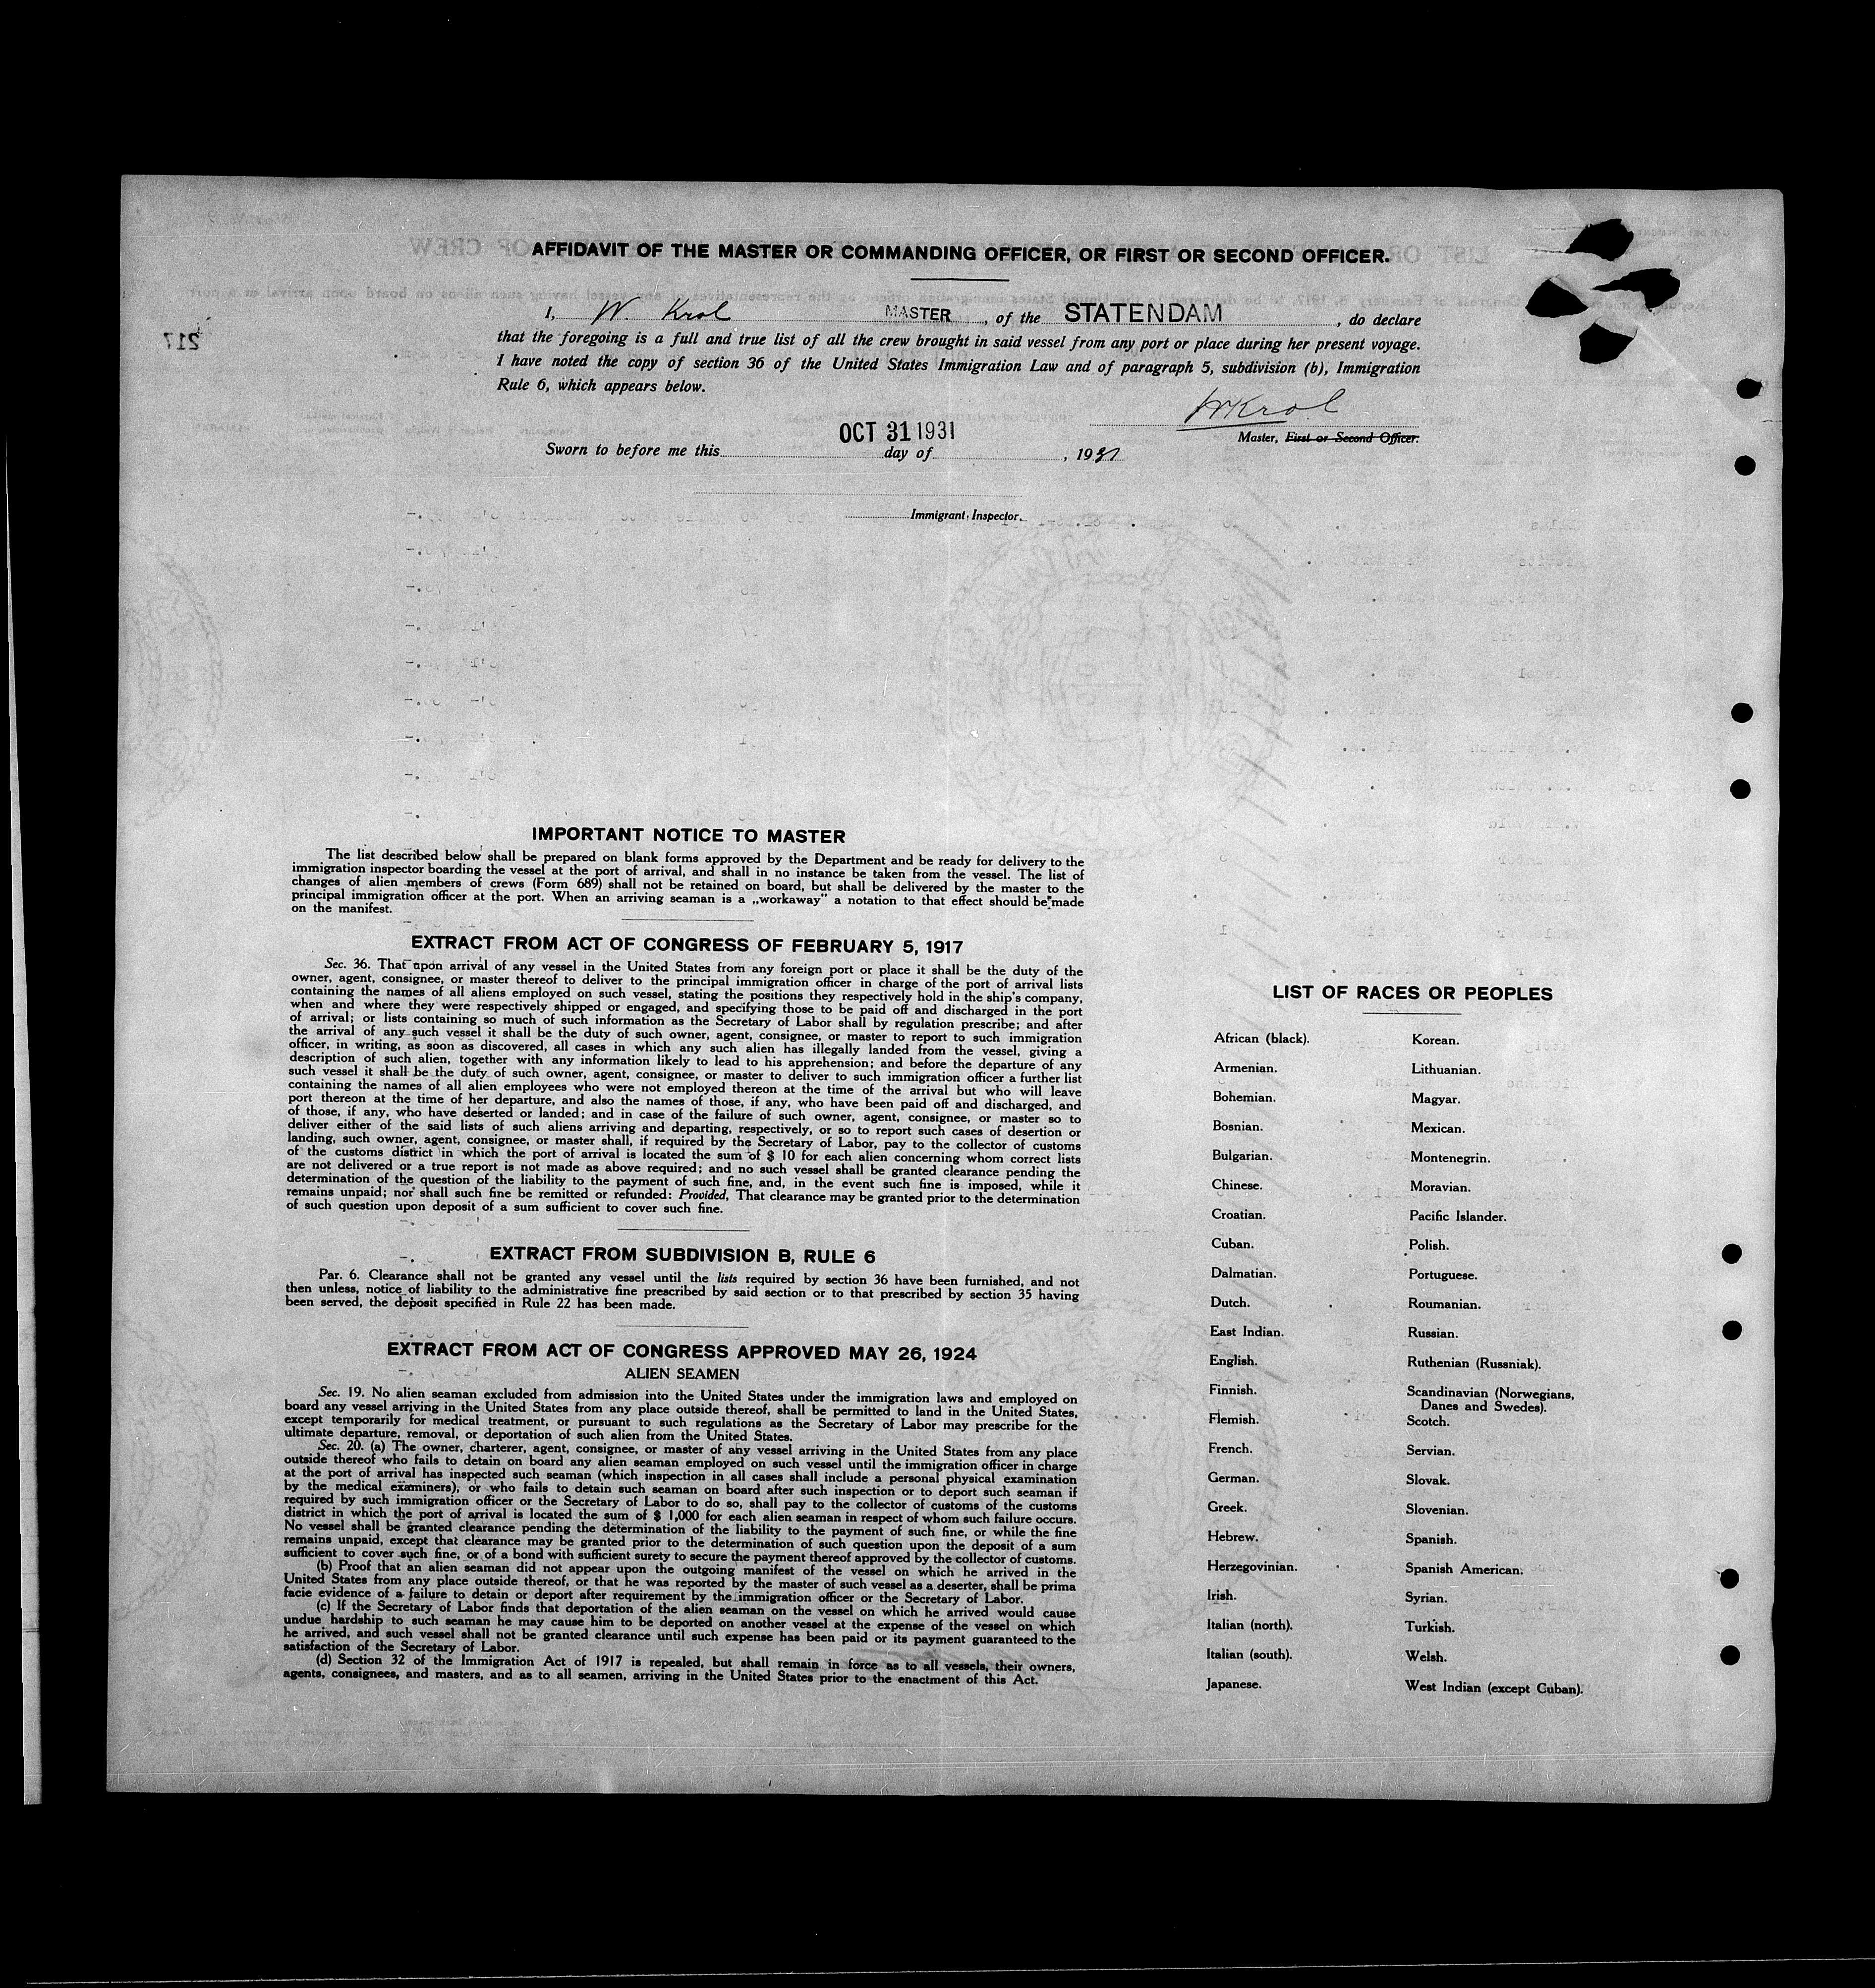 AFFIDAVIT OF THE MASTER OR COMMANDING OFFICER, OR FIRST OR SECOND OFFICER.
I, W. Krol MASTER, of the STATENDAM, do declare
that the foregoing is a full and true list of all the crew brought in said vessel from any port or place during her present voyage.
I have noted the copy of section 36 of the United States Immigration Law and of paragraph 5, subdivision (b), Immigration
Rule 6, which appears below.
WKrol
Master, First or Second Officer.
OCT 31 1931
Sworn to before me this day of , 1931
Immigrant Inspector.
217
IMPORTANT NOTICE TO MASTER
The list described below shall be prepared on blank forms approved by the Department and be ready for delivery to the
immigration inspector boarding the vessel at the port of arrival, and shall in no instance be taken from the vessel. The list of
changes of alien members of crews (Form 689) shall not be retained on board, but shall be delivered by the master to the
principal immigration officer at the port. When an arriving seaman is a „workaway” a notation to that effect should be made
on the manifest.
EXTRACT FROM ACT OF CONGRESS OF FEBRUARY 5, 1917
Sec. 36. That upon arrival of any vessel in the United States from any foreign port or place it shall be the duty of the
owner, agent, consignee, or master thereof to deliver to the principal immigration officer in charge of the port of arrival lists
containing the names of all aliens employed on such vessel, stating the positions they respectively hold in the ship's company,
when and where they were respectively shipped or engaged, and specifying those to be paid off and discharged in the port
of arrival; or lists containing so much of such information as the Secretary of Labor shall by regulation prescribe; and after
the arrival of any such vessel it shall be the duty of such owner, agent, consignee, or master to report to such immigration
officer, in writing, as soon as discovered, all cases in which any such alien has illegally landed from the vessel, giving a
description of such alien, together with any information likely to lead to his apprehension; and before the departure of any
such vessel it shall be the duty of such owner, agent, consignee, or master to deliver to such immigration officer a further list
containing the names of all alien employees who were not employed thereon at the time of the arrival but who will leave
port thereon at the time of her departure, and also the names of those, if any, who have been paid off and discharged, and
of those, if any, who have deserted or landed; and in case of the failure of such owner, agent, consignee, or master so to
deliver either of the said lists of such aliens arriving and departing, respectively, or so to report such cases of desertion or
landing, such owner, agent, consignee, or master shall, if required by the Secretary of Labor, pay to the collector of customs
of the customs district in which the port of arrival is located the sum of $ 10 for each alien concerning whom correct lists
are not delivered or a true report is not made as above required; and no such vessel shall be granted clearance pending the
determination of the question of the liability to the payment of such fine, and, in the event such fine is imposed, while it
remains unpaid; nor shall such fine be remitted or refunded: Provided, That clearance may be granted prior to the determination
of such question upon deposit of a sum sufficient to cover such fine.
EXTRACT FROM SUBDIVISION B, RULE 6
Par. 6. Clearance shall not be granted any vessel until the lists required by section 36 have been furnished, and not
then unless, notice of liability to the administrative fine prescribed by said section or to that prescribed by section 35 having
been served, the deposit specified in Rule 22 has been made.
EXTRACT FROM ACT OF CONGRESS APPROVED MAY 26, 1924
ALIEN SEAMEN
Sec. 19. No alien seaman excluded from admission into the United States under the immigration laws and employed on
board any vessel arriving in the United States from any place outside thereof, shall be permitted to land in the United States,
except temporarily for medical treatment, or pursuant to such regulations as the Secretary of Labor may prescribe for the
ultimate departure, removal, or deportation of such alien from the United States.
Sec. 20. (a) The owner, charterer, agent, consignee, or master of any vessel arriving in the United States from any place
outside thereof who fails to detain on board any alien seaman employed on such vessel until the immigration officer in charge
at the port of arrival has inspected such seaman (which inspection in all cases shall include a personal physical examination
by the medical examiners), or who fails to detain such seaman on board after such inspection or to deport such seaman if
required by such immigration officer or the Secretary of Labor to do so, shall pay to the collector of customs of the customs
district in which the port of arrival is located the sum of $ 1,000 for each alien seaman in respect of whom such failure occurs.
No vessel shall be granted clearance pending the determination of the liability to the payment of such fine, or while the fine
remains unpaid, except that clearance may be granted prior to the determination of such question upon the deposit of a sum
sufficient to cover such fine, or of a bond with sufficient surety to secure the payment thereof approved by the collector of customs.
(b) Proof that an alien seaman did not appear upon the outgoing manifest of the vessel on which he arrived in the
United States from any place outside thereof, or that he was reported by the master of such vessel as a deserter, shall be prima
facie evidence of a failure to detain or deport after requirement by the immigration officer or the Secretary of Labor.
(c) If the Secretary of Labor finds that deportation of the alien seaman on the vessel on which he arrived would cause
undue hardship to such seaman he may cause him to be deported on another vessel at the expense of the vessel on which
he arrived, and such vessel shall not be granted clearance until such expense has been paid or its payment guaranteed to the
satisfaction of the Secretary of Labor.
(d) Section 32 of the Immigration Act of 1917 is repealed, but shall remain in force as to all vessels, their owners,
agents, consignees, and masters, and as to all seamen, arriving in the United States prior to the enactment of this Act.
LIST OF RACES OR PEOPLES
African (black).
Armenian.
Bohemian.
Bosnian.
Bulgarian.
Chinese.
Croatian.
Cuban.
Dalmatian.
Dutch.
East Indian.
English.
Finnish.
Flemish.
French.
German.
Greek.
Hebrew.
Herzegovinian.
Irish.
Italian (north).
Italian (south).
Japanese.
Korean.
Lithuanian.
Magyar.
Mexican.
Montenegrin.
Moravian.
Pacific Islander.
Polish.
Portuguese.
Roumanian.
Russian.
Ruthenian (Russniak).
Scandinavian (Norwegians,
Danes and Swedes).
Scotch.
Servian.
Slovak.
Slovenian.
Spanish.
Spanish American.
Syrian.
Turkish.
Welsh.
West Indian (except Cuban).